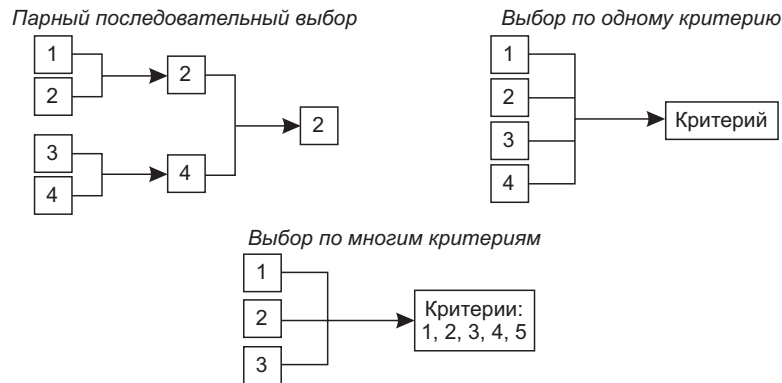 Парный последовательный выбор
1
2
2
3
4
4
2
Выбор по одному критерию
1
2
3
4
Критерий
Выбор по многим критериям
1
2
3
Критерии:
1, 2, 3, 4, 5